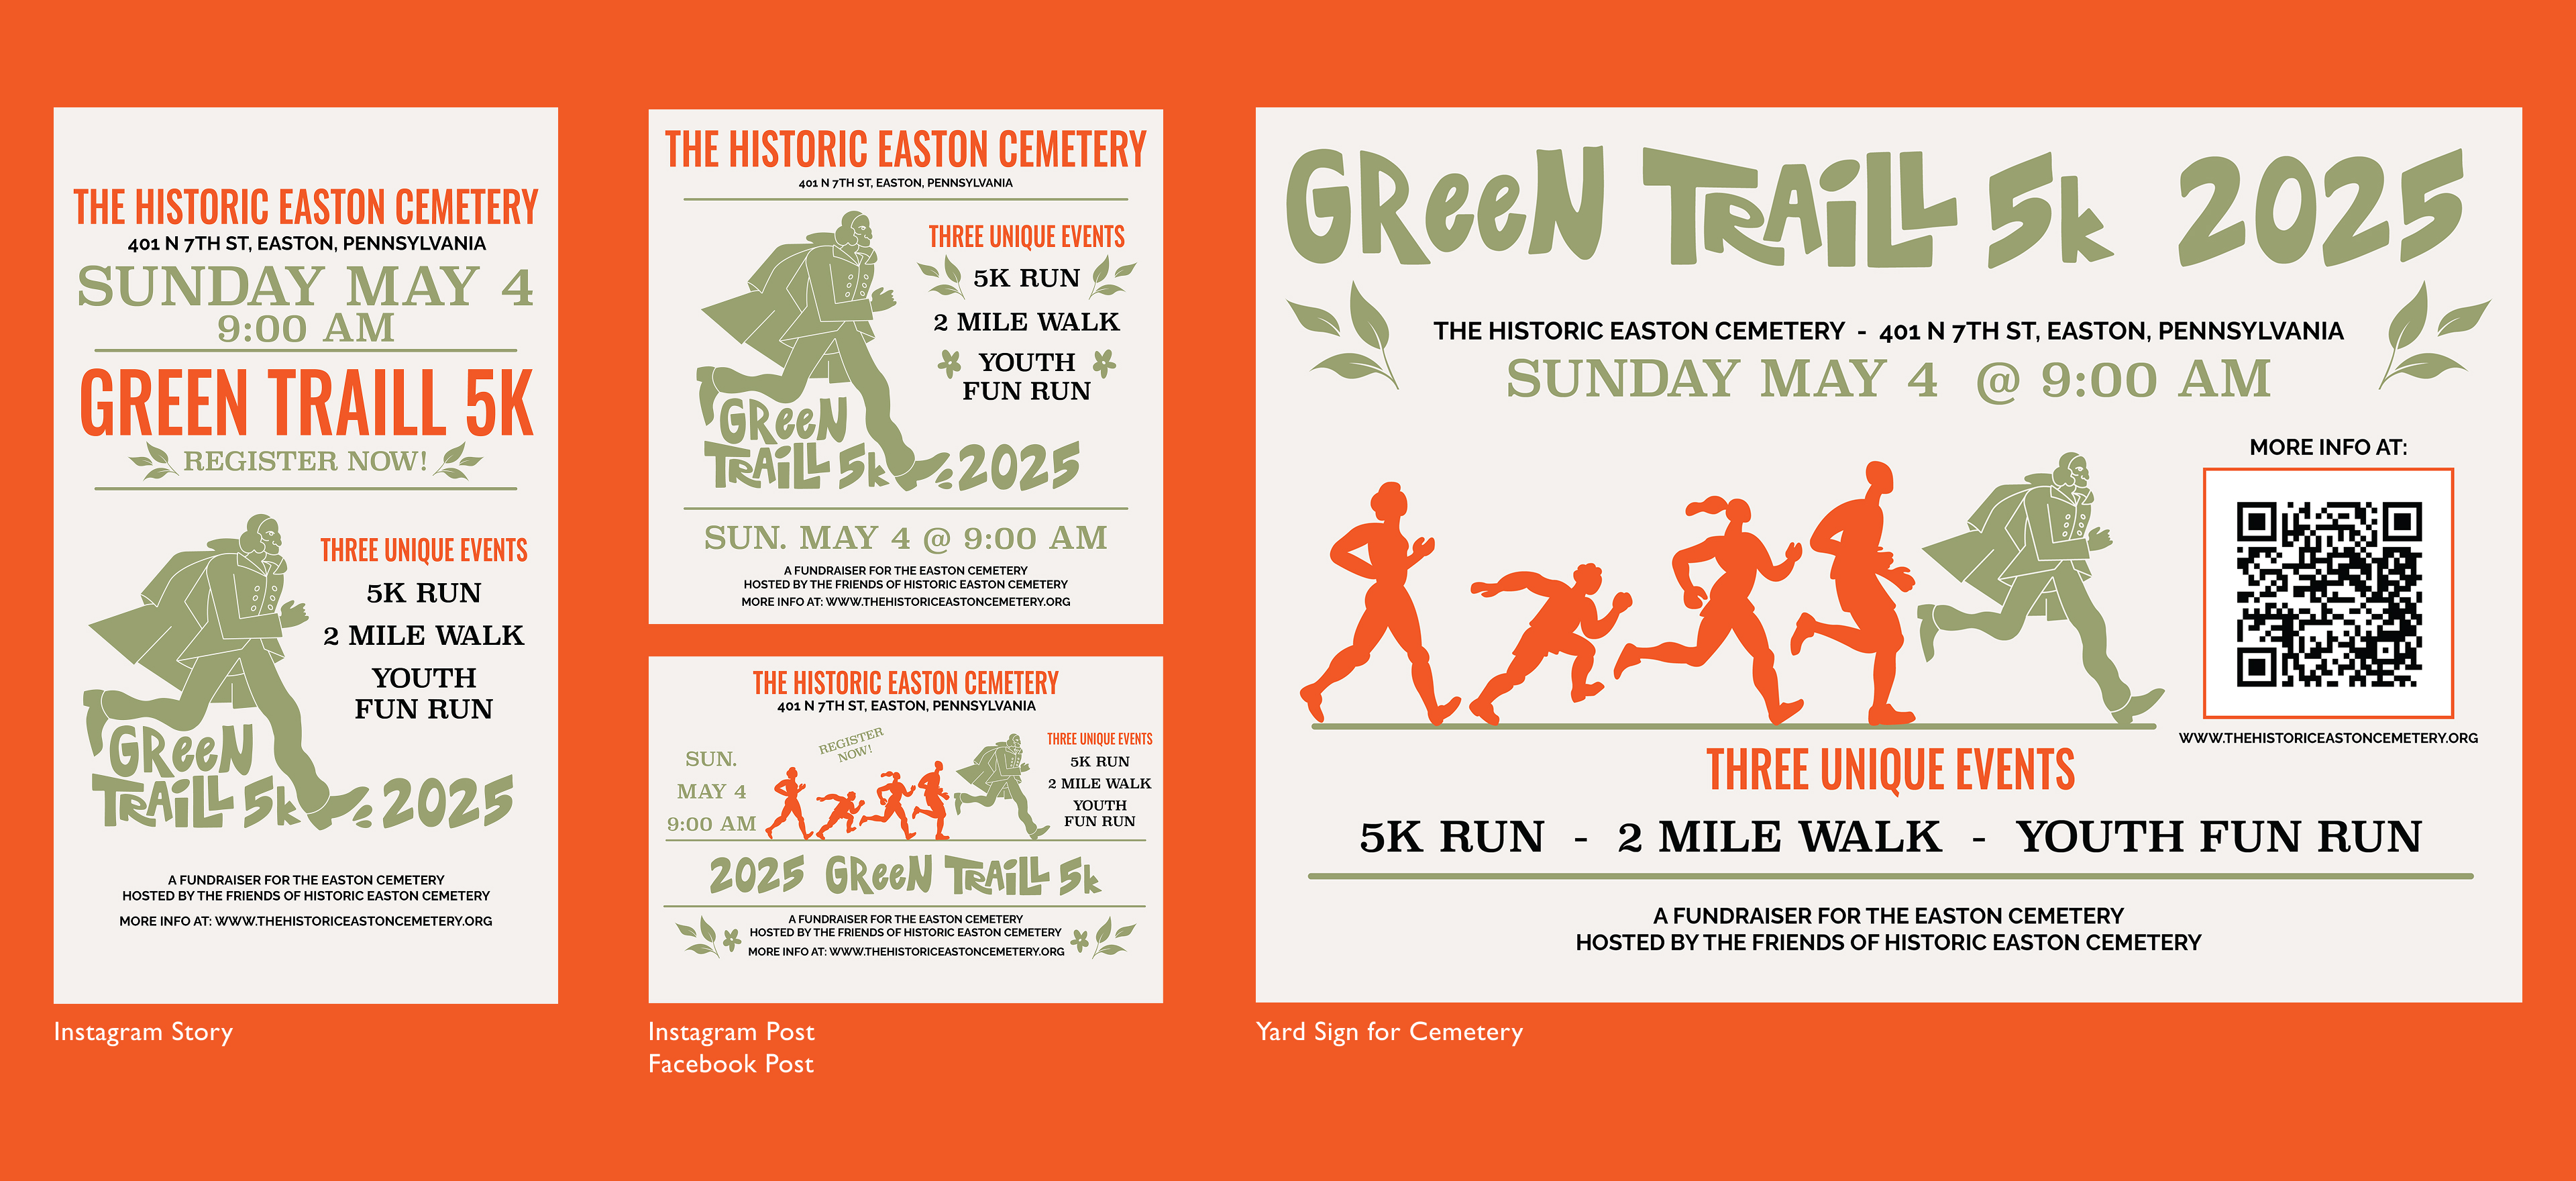 THE HISTORIC EASTON CEMETERY
401 N 7TH ST, EASTON, PENNSYLVANIA
SUNDAY MAY 4
9:00 AM
GREEN TRAILL 5K
REGISTER NOW!
THREE UNIQUE EVENTS
5K RUN
2 MILE WALK
YOUTH
FUN RUN
GReeN
TRAiLL 5k 2025
A FUNDRAISER FOR THE EASTON CEMETERY
HOSTED BY THE FRIENDS OF HISTORIC EASTON CEMETERY
MORE INFO AT: WWW.THEHISTORICEASTONCEMETERY.ORG
Instagram Story
THE HISTORIC EASTON CEMETERY
401 N 7TH ST, EASTON, PENNSYLVANIA
THREE UNIQUE EVENTS
5K RUN
2 MILE WALK
YOUTH
FUN RUN
GReeN
TRAiLL 5k 2025
SUN. MAY 4 @ 9:00 AM
A FUNDRAISER FOR THE EASTON CEMETERY
HOSTED BY THE FRIENDS OF HISTORIC EASTON CEMETERY
MORE INFO AT: WWW.THEHISTORICEASTONCEMETERY.ORG
THE HISTORIC EASTON CEMETERY
401 N 7TH ST, EASTON, PENNSYLVANIA
SUN.
MAY 4
9:00 AM
REGISTER
NOW!
THREE UNIQUE EVENTS
5K RUN
2 MILE WALK
YOUTH
FUN RUN
2025 GReeN TRAiLL 5k
A FUNDRAISER FOR THE EASTON CEMETERY
HOSTED BY THE FRIENDS OF HISTORIC EASTON CEMETERY
MORE INFO AT: WWW.THEHISTORICEASTONCEMETERY.ORG
Instagram Post
Facebook Post
GReeN TRAiLL 5k 2025
THE HISTORIC EASTON CEMETERY - 401 N 7TH ST, EASTON, PENNSYLVANIA
SUNDAY MAY 4 @ 9:00 AM
MORE INFO AT:
WWW.THEHISTORICEASTONCEMETERY.ORG
THREE UNIQUE EVENTS
5K RUN - 2 MILE WALK - YOUTH FUN RUN
A FUNDRAISER FOR THE EASTON CEMETERY
HOSTED BY THE FRIENDS OF HISTORIC EASTON CEMETERY
Yard Sign for Cemetery